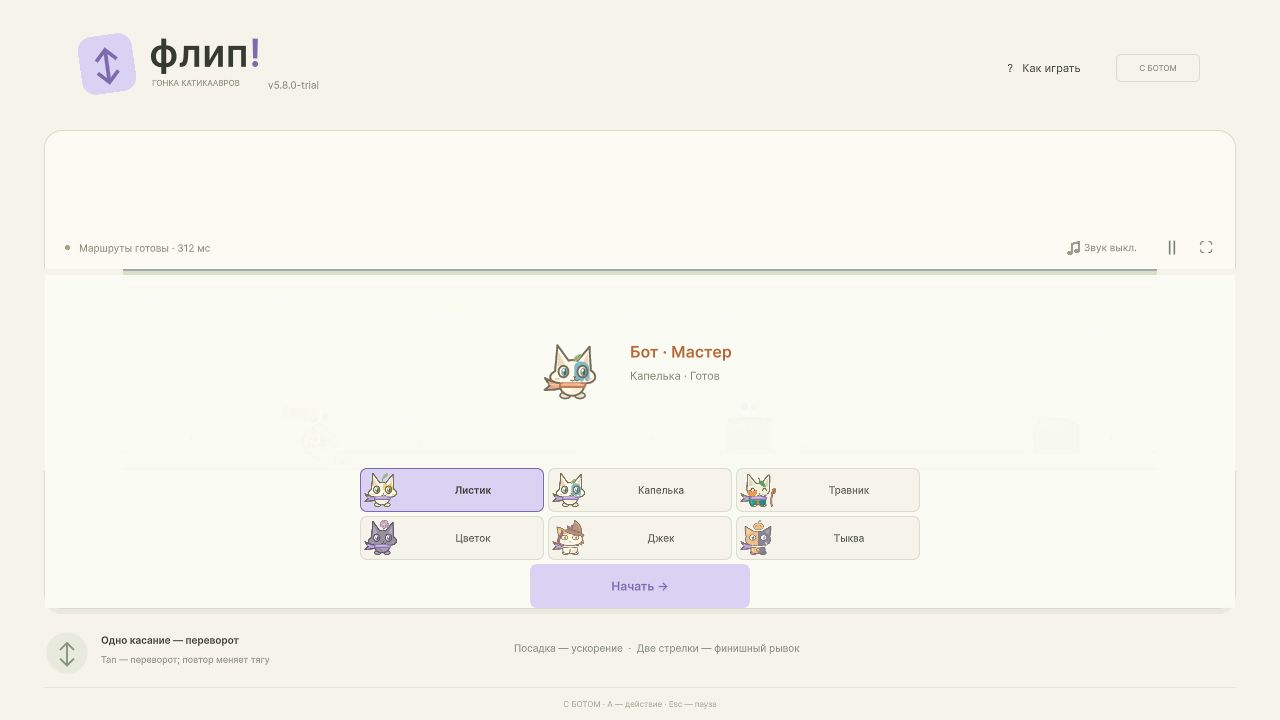 флип!
ГОНКА КАТИКААВРОВ
v5.8.0-trial
? Как играть
С БОТОМ
Маршруты готовы · 312 мс
Звук выкл.
Бот · Мастер
Капелька · Готов
Листик
Капелька
Травник
Цветок
Джек
Тыква
Начать →
Одно касание — переворот
Тап — переворот; повтор меняет тягу
Посадка — ускорение · Две стрелки — финишный рывок
С БОТОМ · A — действие · Esc — пауза